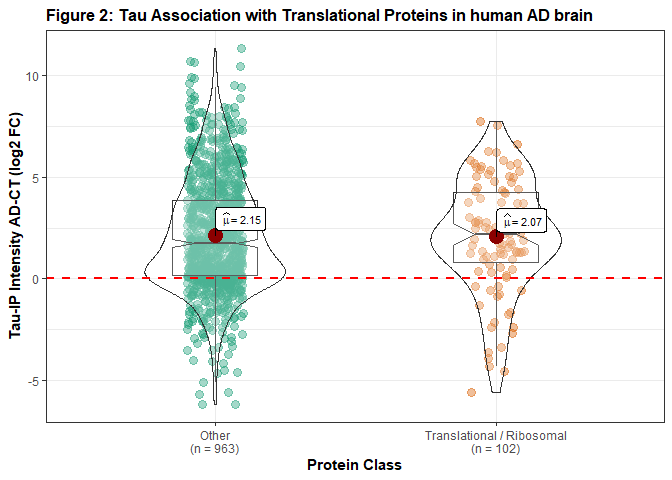 Figure 2: Tau Association with Translational Proteins in human AD brain
Tau-IP Intensity AD-CT (log2 FC)
10
5
0
-5
μ̂ = 2.15
μ̂ = 2.07
Other
(n = 963)
Translational / Ribosomal
(n = 102)
Protein Class